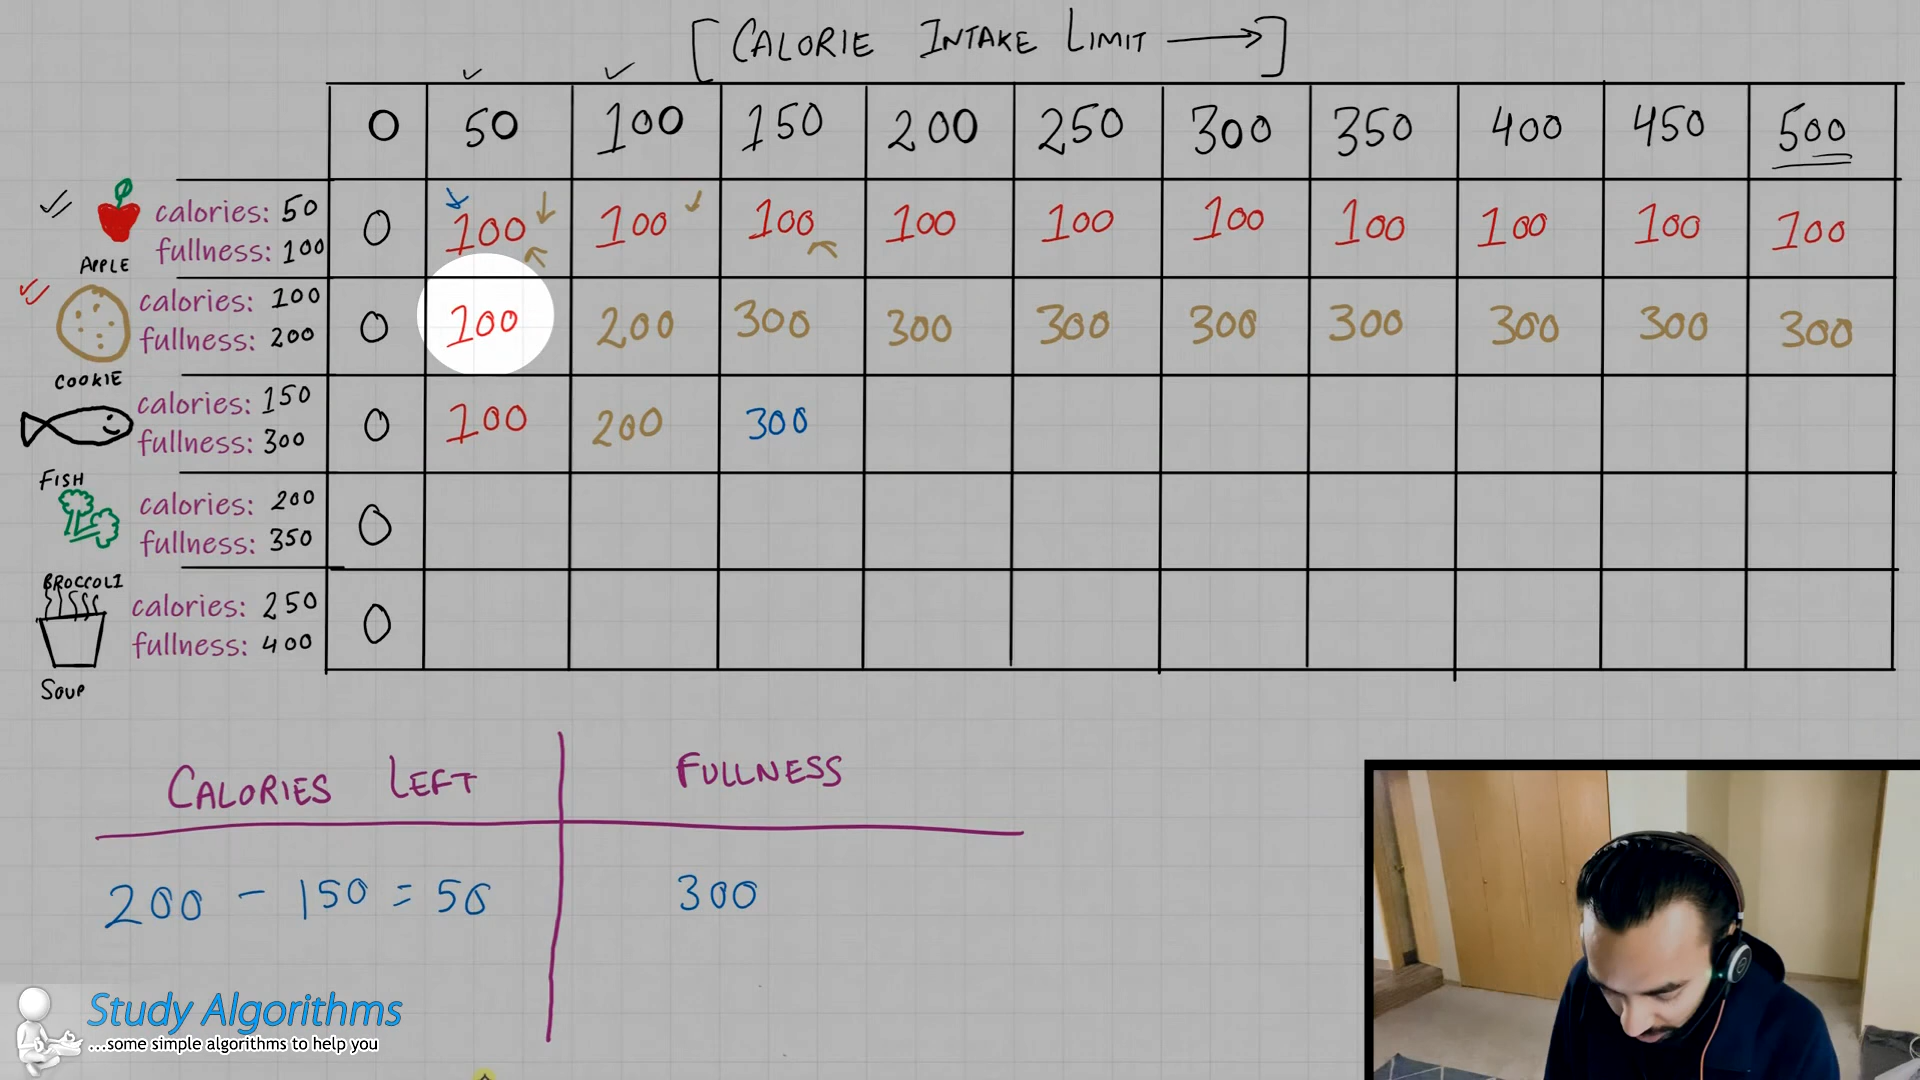 [CALORIE INTAKE LIMIT →]
0 50 100 150 200 250 300 350 400 450 500
calories: 50
fullness: 100
APPLE
0 100 100 100 100 100 100 100 100 100 100
calories: 100
fullness: 200
COOKIE
0 100 200 300 300 300 300 300 300 300 300
calories: 150
fullness: 300
FISH
0 100 200 300
calories: 200
fullness: 350
BROCCOLI
0
calories: 250
fullness: 400
SOUP
0
CALORIES LEFT FULLNESS
200 - 150 = 50 300
Study Algorithms
...some simple algorithms to help you